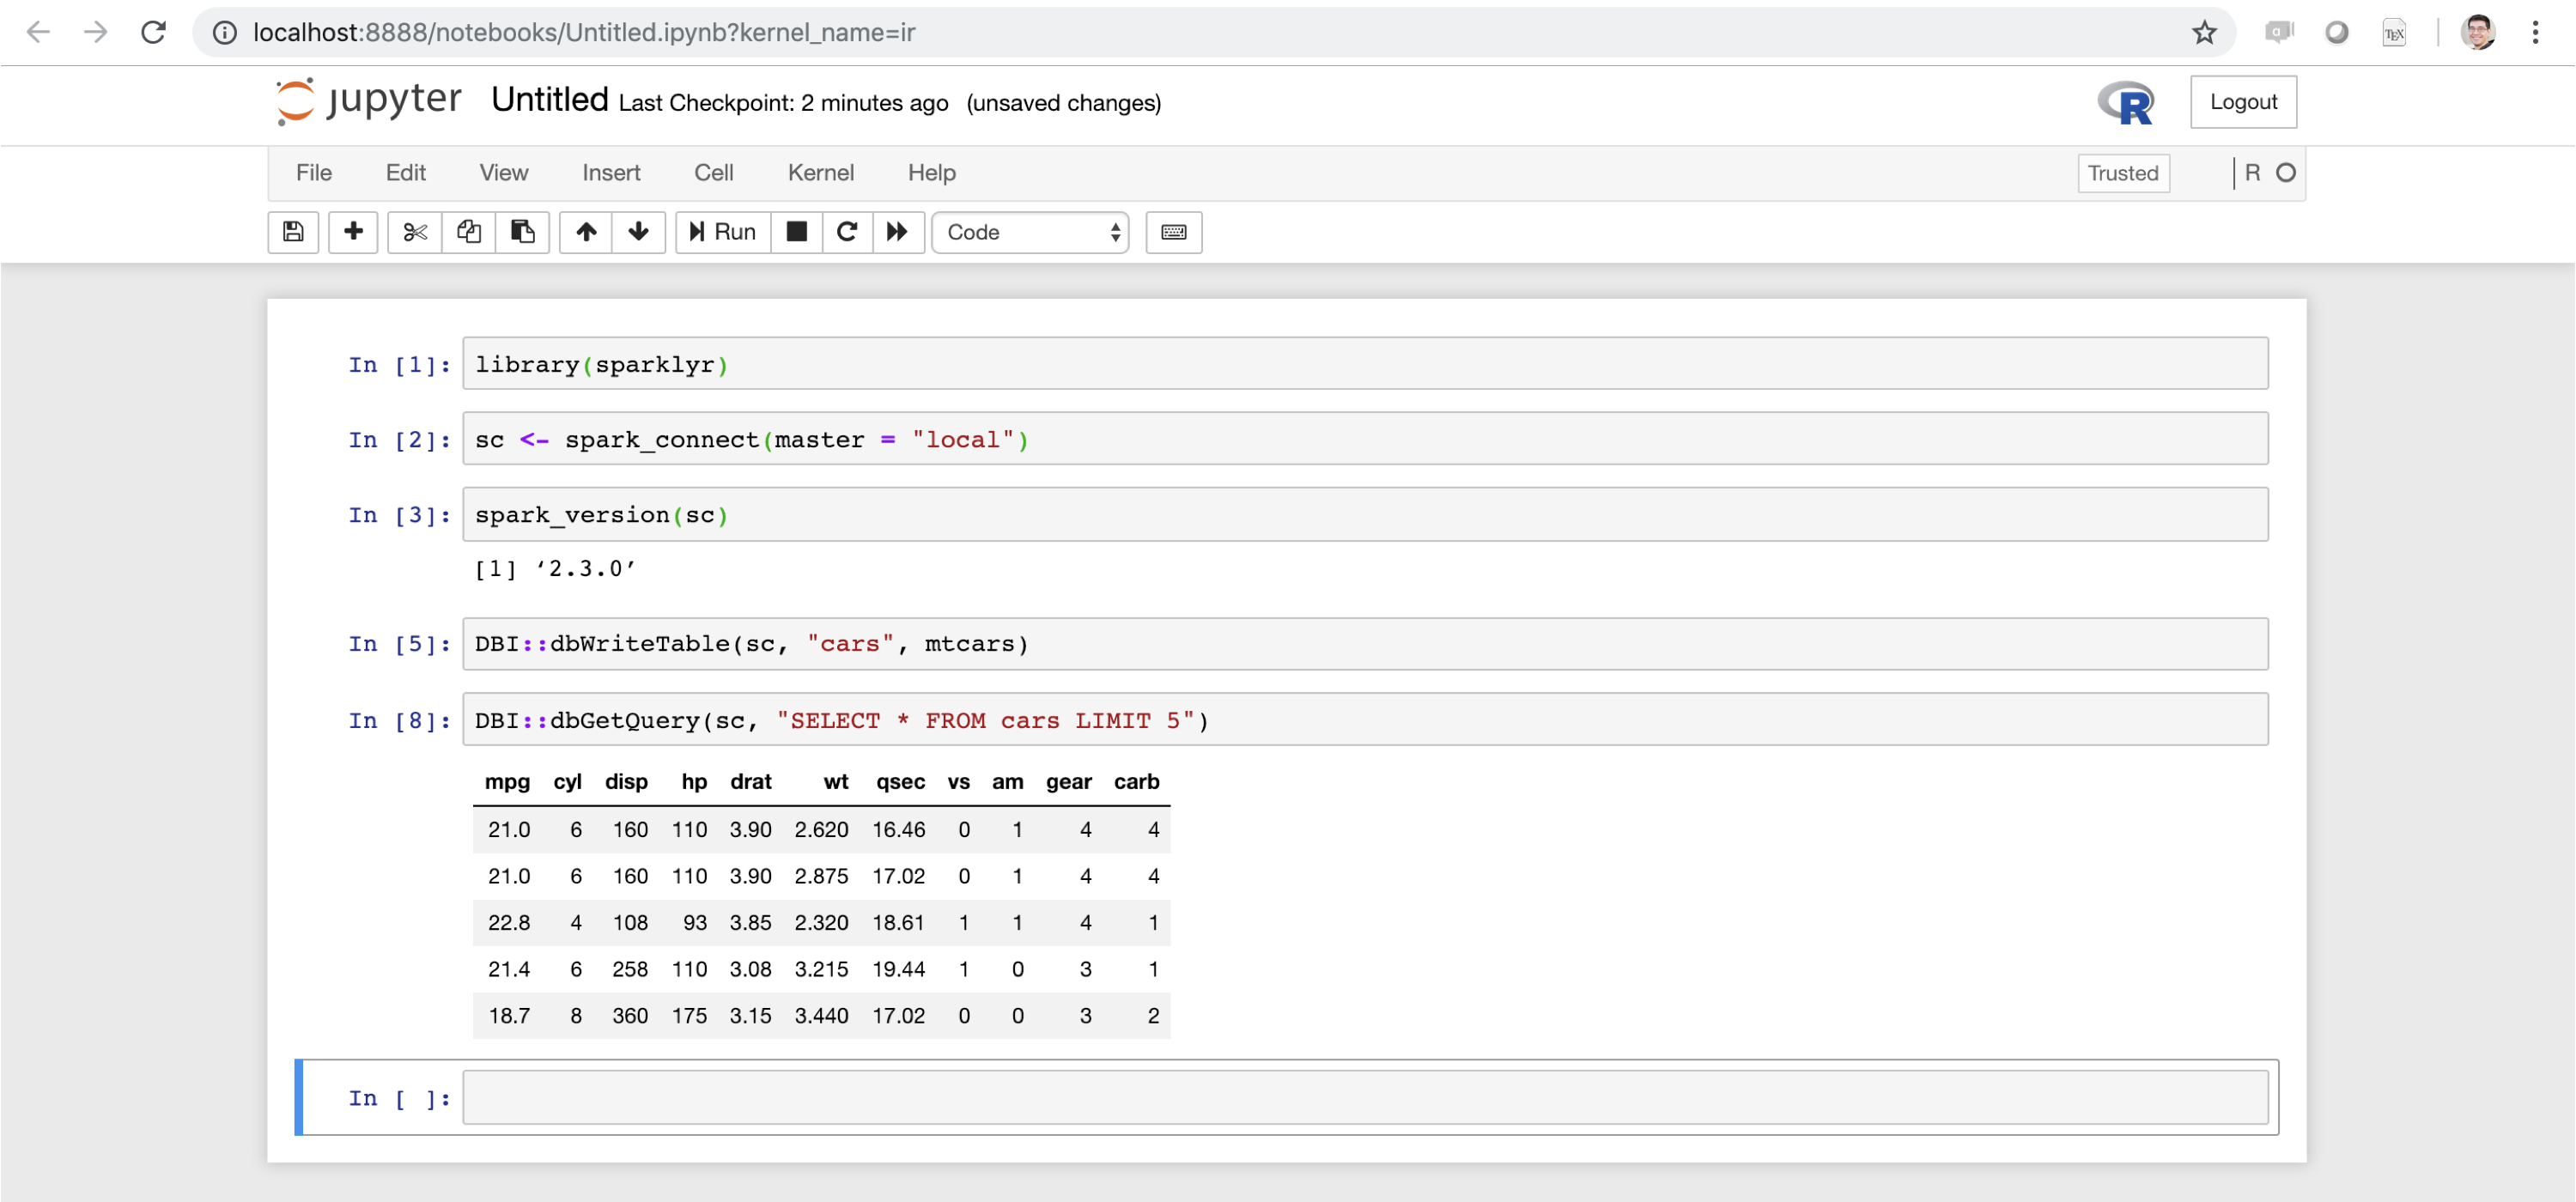 localhost:8888/notebooks/Untitled.ipynb?kernel_name=ir
jupyter Untitled Last Checkpoint: 2 minutes ago (unsaved changes) R Logout
File Edit View Insert Cell Kernel Help Trusted R
Run Code
In [1]: library(sparklyr)
In [2]: sc <- spark_connect(master = "local")
In [3]: spark_version(sc)
[1] ‘2.3.0’
In [5]: DBI::dbWriteTable(sc, "cars", mtcars)
In [8]: DBI::dbGetQuery(sc, "SELECT * FROM cars LIMIT 5")
mpg cyl disp hp drat wt qsec vs am gear carb
21.0 6 160 110 3.90 2.620 16.46 0 1 4 4
21.0 6 160 110 3.90 2.875 17.02 0 1 4 4
22.8 4 108 93 3.85 2.320 18.61 1 1 4 1
21.4 6 258 110 3.08 3.215 19.44 1 0 3 1
18.7 8 360 175 3.15 3.440 17.02 0 0 3 2
In [ ]: